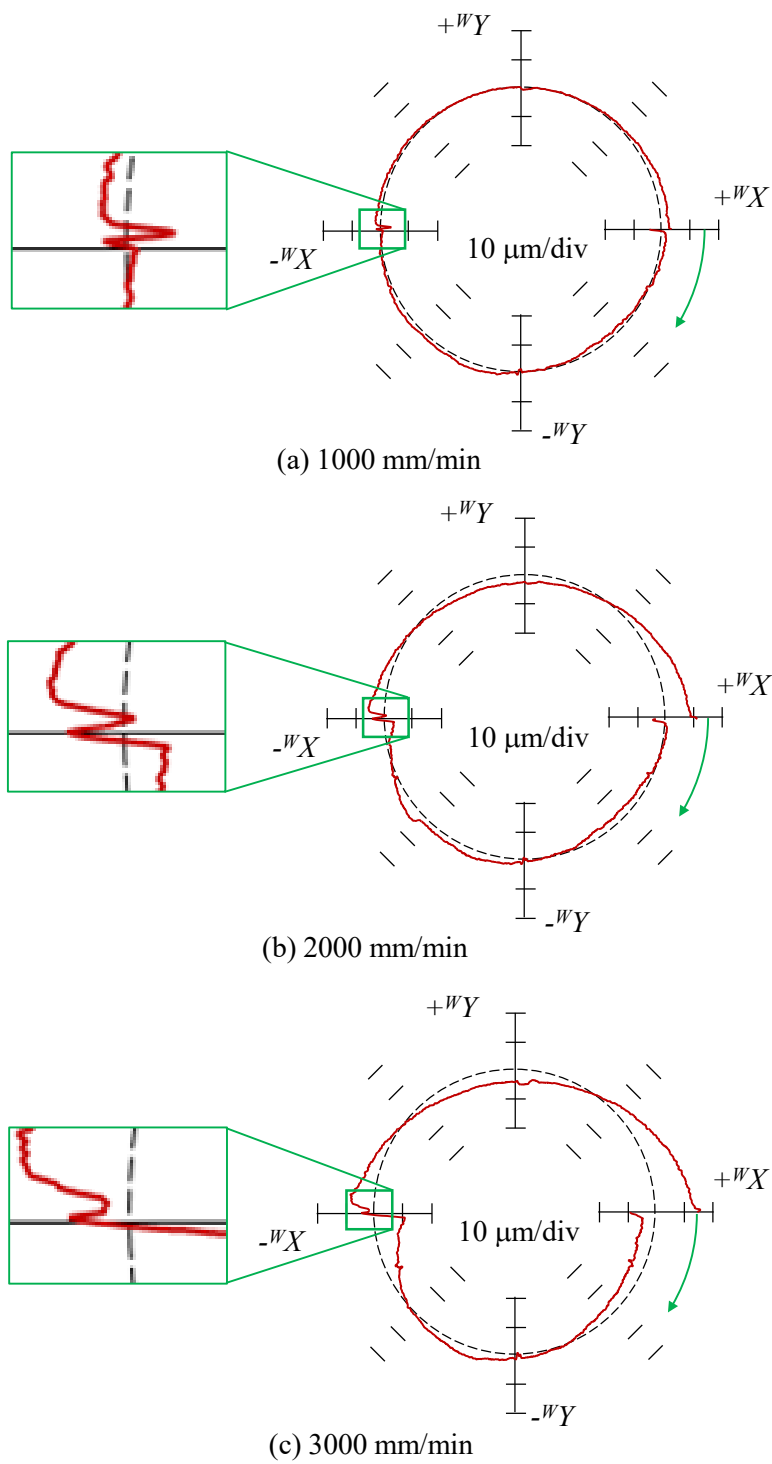 +ᵂY
+ᵂX
-ᵂX
10 μm/div
-ᵂY
(a) 1000 mm/min
+ᵂY
+ᵂX
-ᵂX
10 μm/div
-ᵂY
(b) 2000 mm/min
+ᵂY
+ᵂX
-ᵂX
10 μm/div
-ᵂY
(c) 3000 mm/min